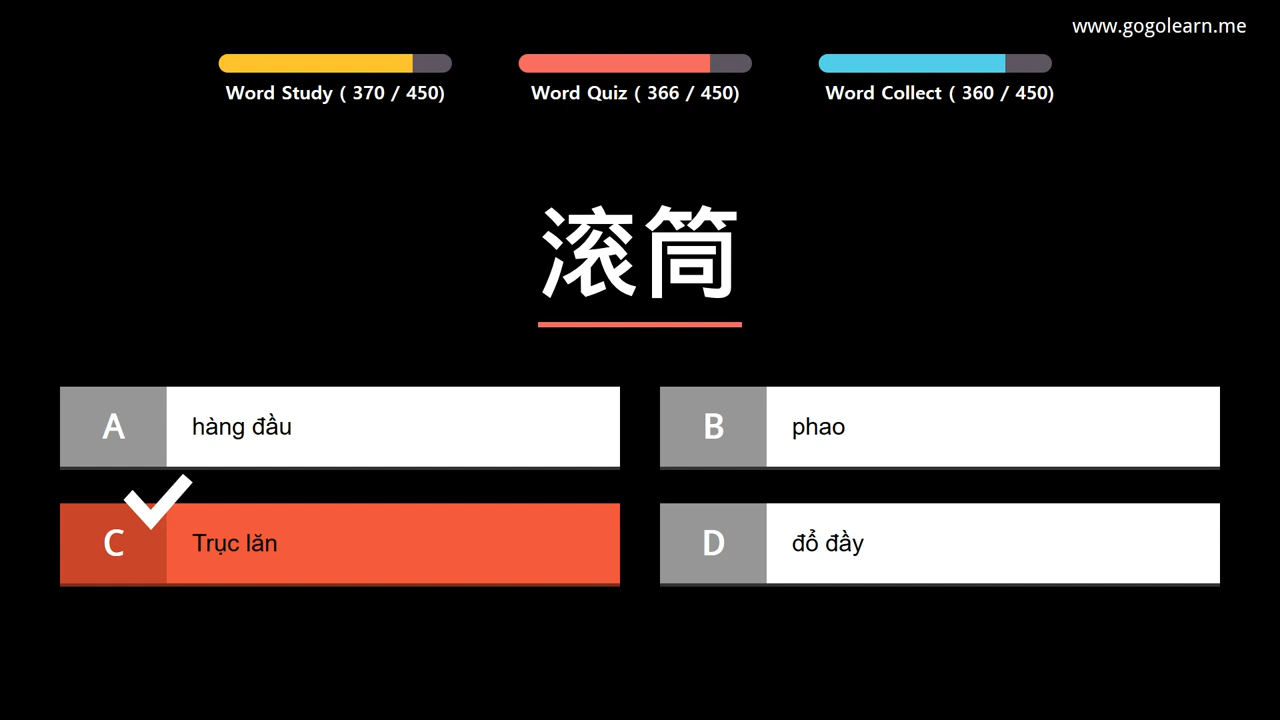 www.gogolearn.me
Word Study ( 370 / 450)
Word Quiz ( 366 / 450)
Word Collect ( 360 / 450)
滚筒
A hàng đầu
B phao
C Trục lăn
D đổ đầy